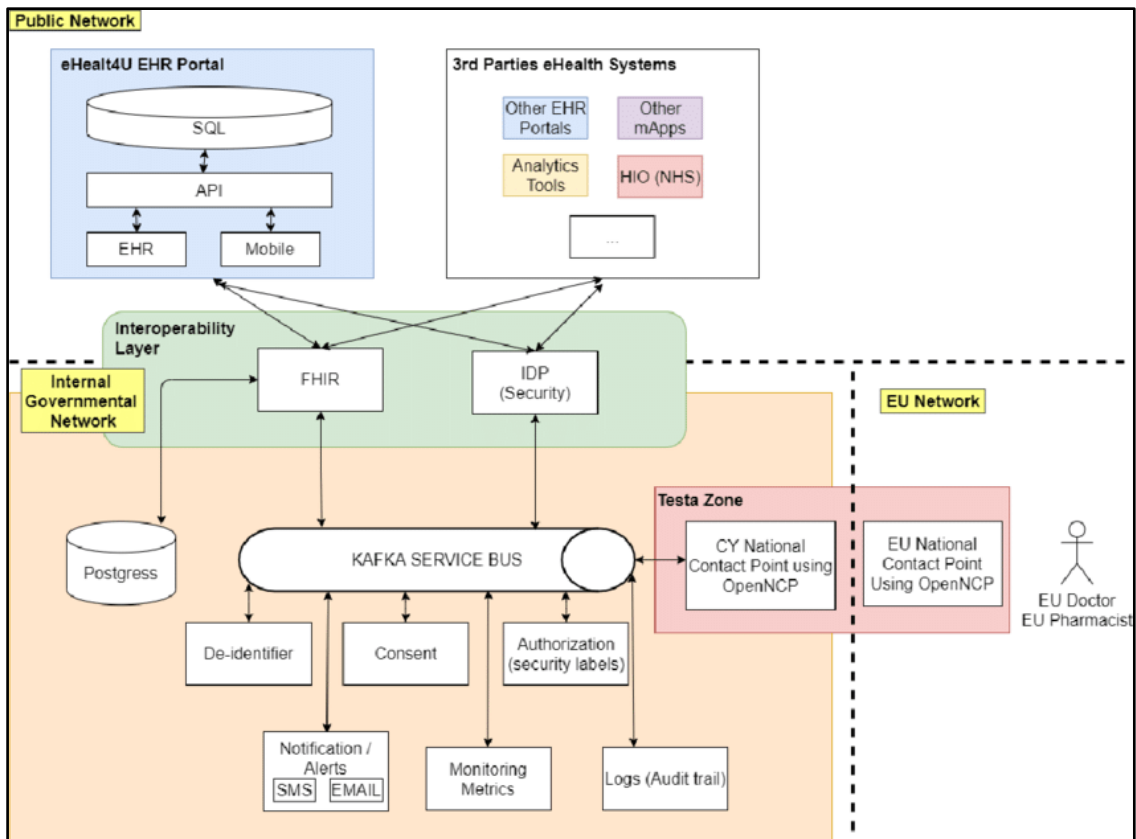 Public Network
eHealt4U EHR Portal
SQL
API
EHR
Mobile
3rd Parties eHealth Systems
Other EHR
Portals
Other
mApps
Analytics
Tools
HIO (NHS)
...
Interoperability
Layer
FHIR
IDP
(Security)
Internal
Governmental
Network
EU Network
Postgress
KAFKA SERVICE BUS
Testa Zone
CY National
Contact Point using
OpenNCP
EU National
Contact Point
Using OpenNCP
EU Doctor
EU Pharmacist
De-identifier
Consent
Authorization
(security labels)
Notification /
Alerts
SMS
EMAIL
Monitoring
Metrics
Logs (Audit trail)